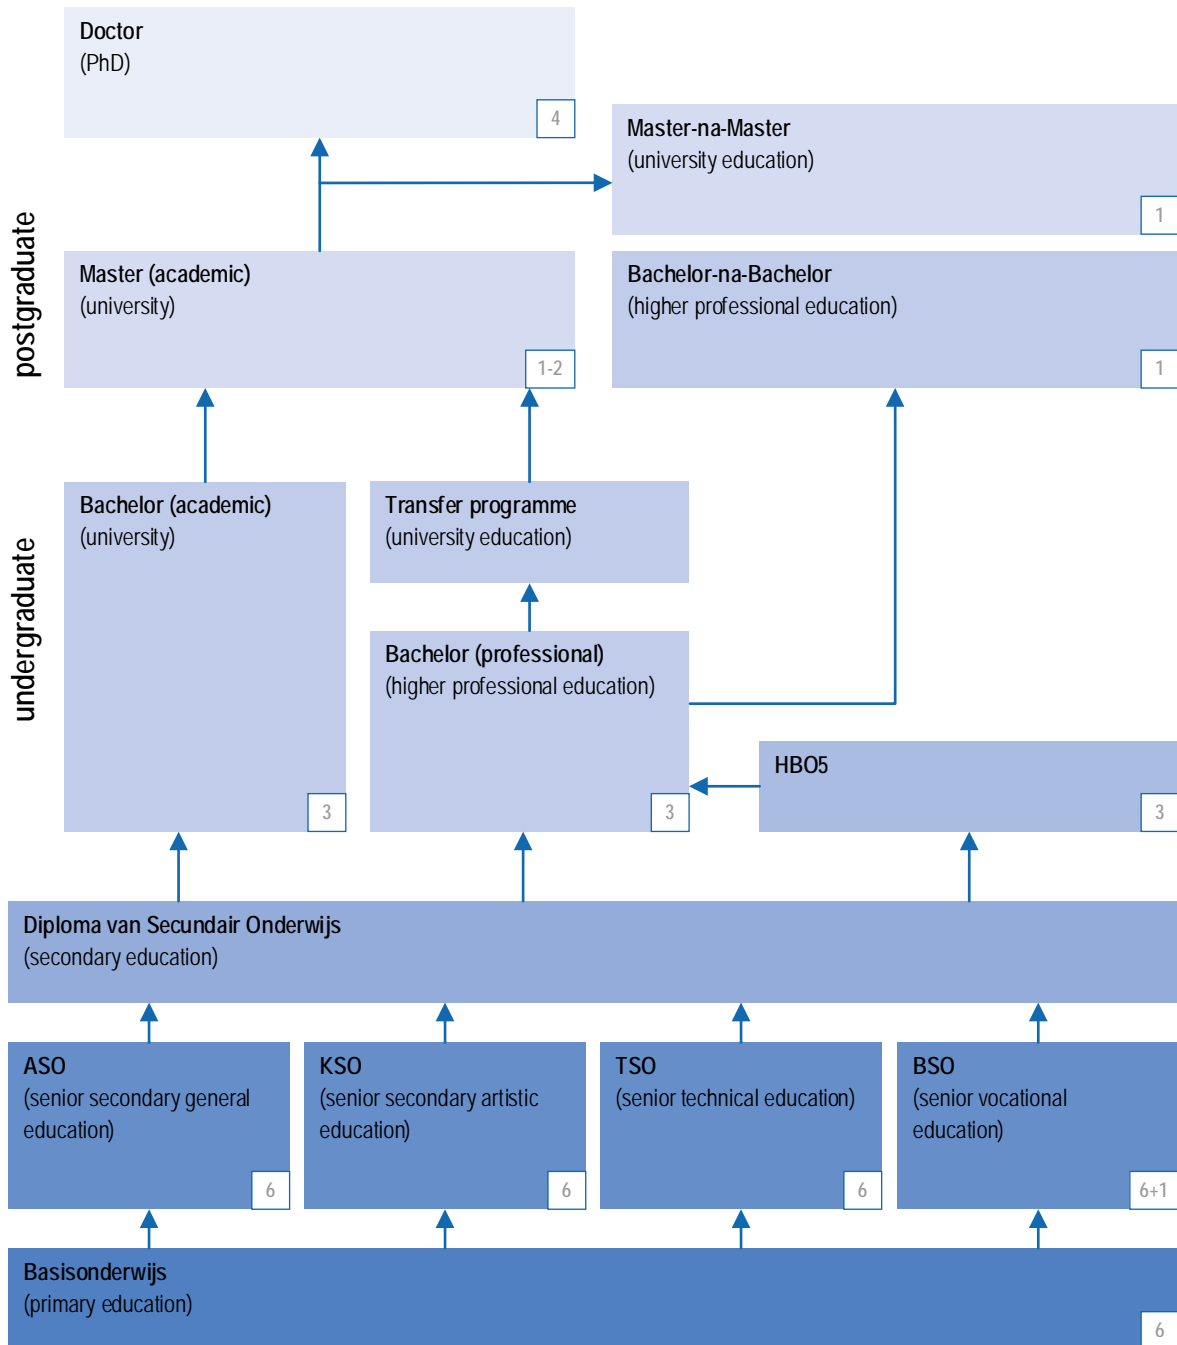 Doctor
(PhD)
4
Master-na-Master
(university education)
1
postgraduate
Master (academic)
(university)
1-2
Bachelor-na-Bachelor
(higher professional education)
1
undergraduate
Bachelor (academic)
(university)
3
Transfer programme
(university education)
Bachelor (professional)
(higher professional education)
3
HBO5
3
Diploma van Secundair Onderwijs
(secondary education)
ASO
(senior secondary general
education)
6
KSO
(senior secondary artistic
education)
6
TSO
(senior technical education)
6
BSO
(senior vocational
education)
6+1
Basisonderwijs
(primary education)
6